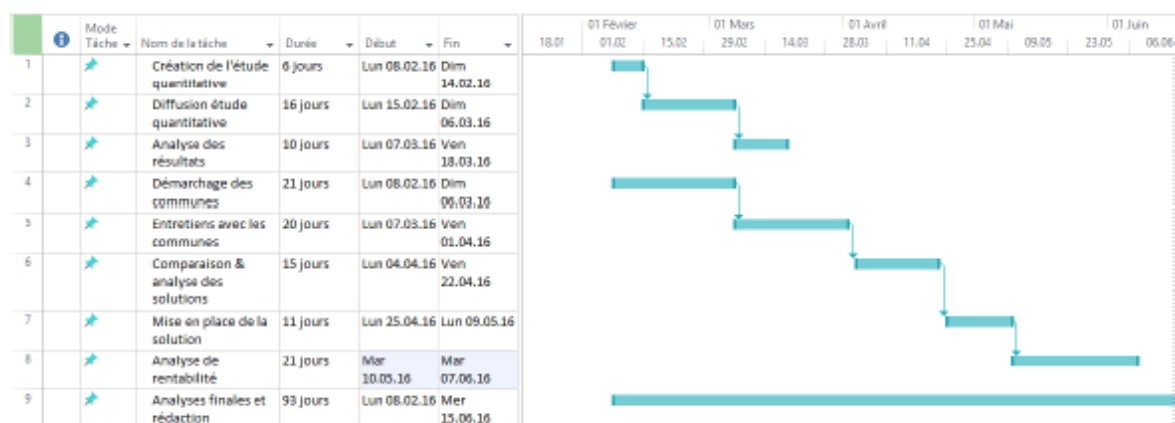 01 Février 01 Mars 01 Avril 01 Mai 01 Juin
Mode
Tâche Nom de la tâche Durée Début Fin
18.01 01.02 15.02 29.02 14.03 28.03 11.04 25.04 09.05 23.05 06.06
1 Création de l'étude 6 jours Lun 08.02.16 Dim
quantitative 14.02.16
2 Diffusion étude 16 jours Lun 15.02.16 Dim
quantitative 06.03.16
3 Analyse des 10 jours Lun 07.03.16 Ven
résultats 18.03.16
4 Démarchage des 21 jours Lun 08.02.16 Dim
communes 06.03.16
5 Entretiens avec les 20 jours Lun 07.03.16 Ven
communes 01.04.16
6 Comparaison & 15 jours Lun 04.04.16 Ven
analyse des 22.04.16
solutions
7 Mise en place de la 11 jours Lun 25.04.16 Lun 09.05.16
solution
8 Analyse de 21 jours Mar Mar
rentabilité 10.05.16 07.06.16
9 Analyses finales et 93 jours Lun 08.02.16 Mer
rédaction 15.06.16